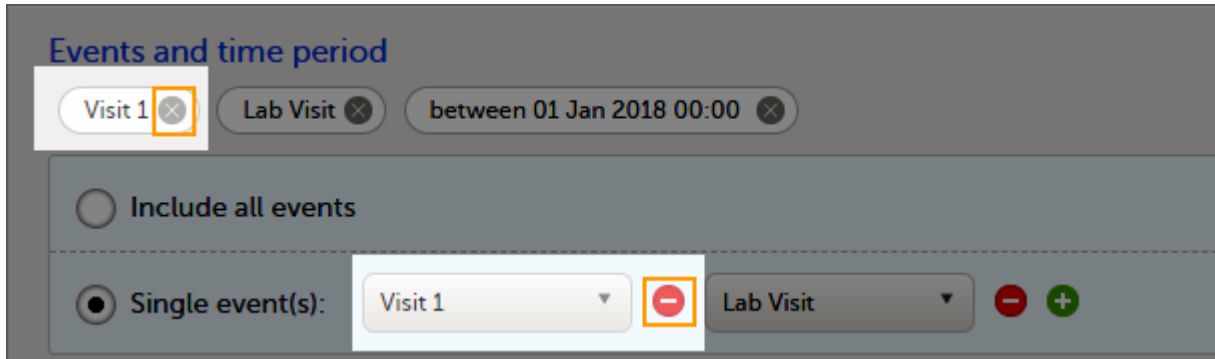 Events and time period
Visit 1 Lab Visit between 01 Jan 2018 00:00
Include all events
Single event(s): Visit 1 Lab Visit